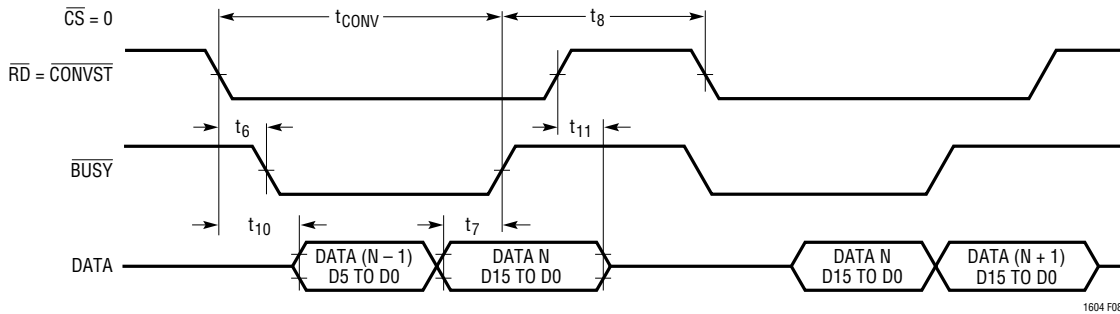 CS = 0
tCONV
t8
RD = CONVST
t6
t11
BUSY
t10
t7
DATA
DATA (N – 1)
D5 TO D0
DATA N
D15 TO D0
DATA N
D15 TO D0
DATA (N + 1)
D15 TO D0
1604 F08